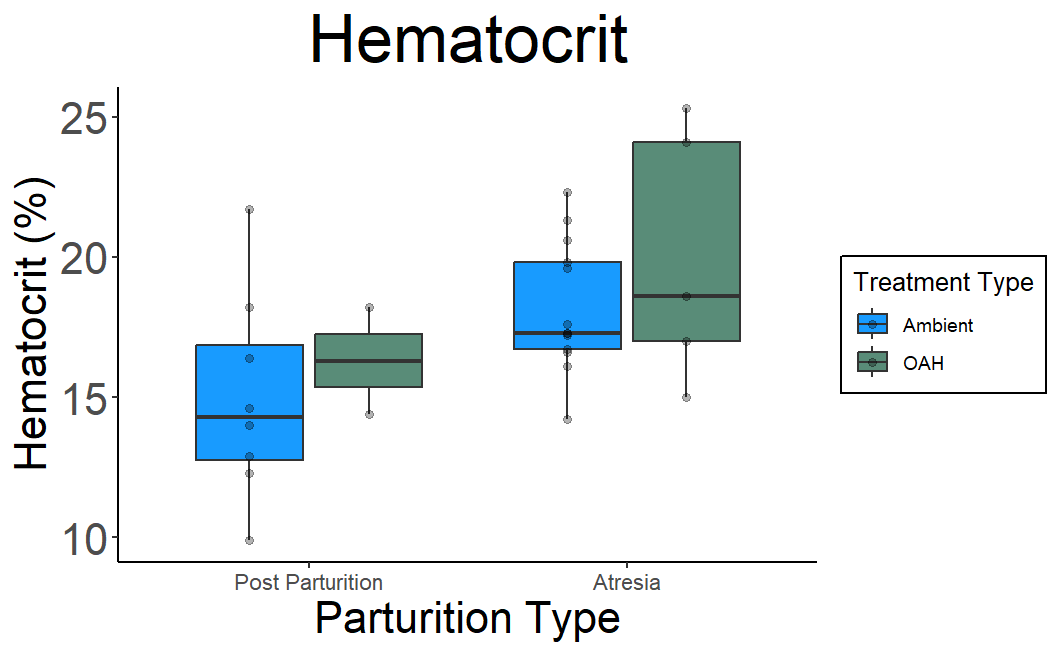 Hematocrit
25
20
15
10
Hematocrit (%)
Post Parturition
Atresia
Parturition Type
Treatment Type
Ambient
OAH